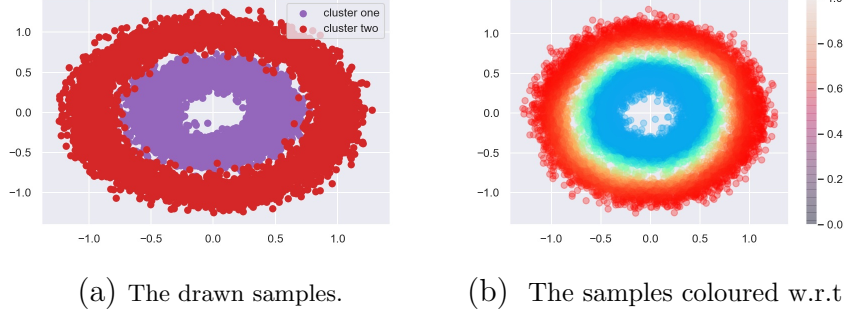 cluster one
cluster two
1.0
0.5
0.0
−0.5
−1.0
−1.0 −0.5 0.0 0.5 1.0
1.0
0.5
0.0
−0.5
−1.0
−1.0 −0.5 0.0 0.5 1.0
1.0
0.8
0.6
0.4
0.2
0.0
(a) The drawn samples.
(b) The samples coloured w.r.t